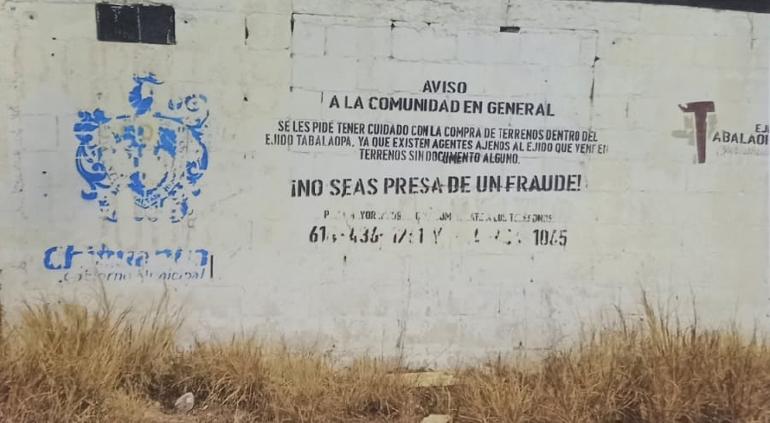 AVISO
A LA COMUNIDAD EN GENERAL
SE LES PIDE TENER CUIDADO CON LA COMPRA DE TERRENOS DENTRO DEL
EJIDO TABALAOPA, YA QUE EXISTEN AGENTES AJENOS AL EJIDO QUE
TERRENOS SIN DOCUMENTO ALGUNO.
¡NO SEAS PRESA DE UN FRAUDE!
Y 1045
Chihuahua
Gobierno Municipal